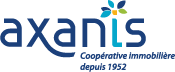 axanis
Coopérative immobilière
depuis 1952